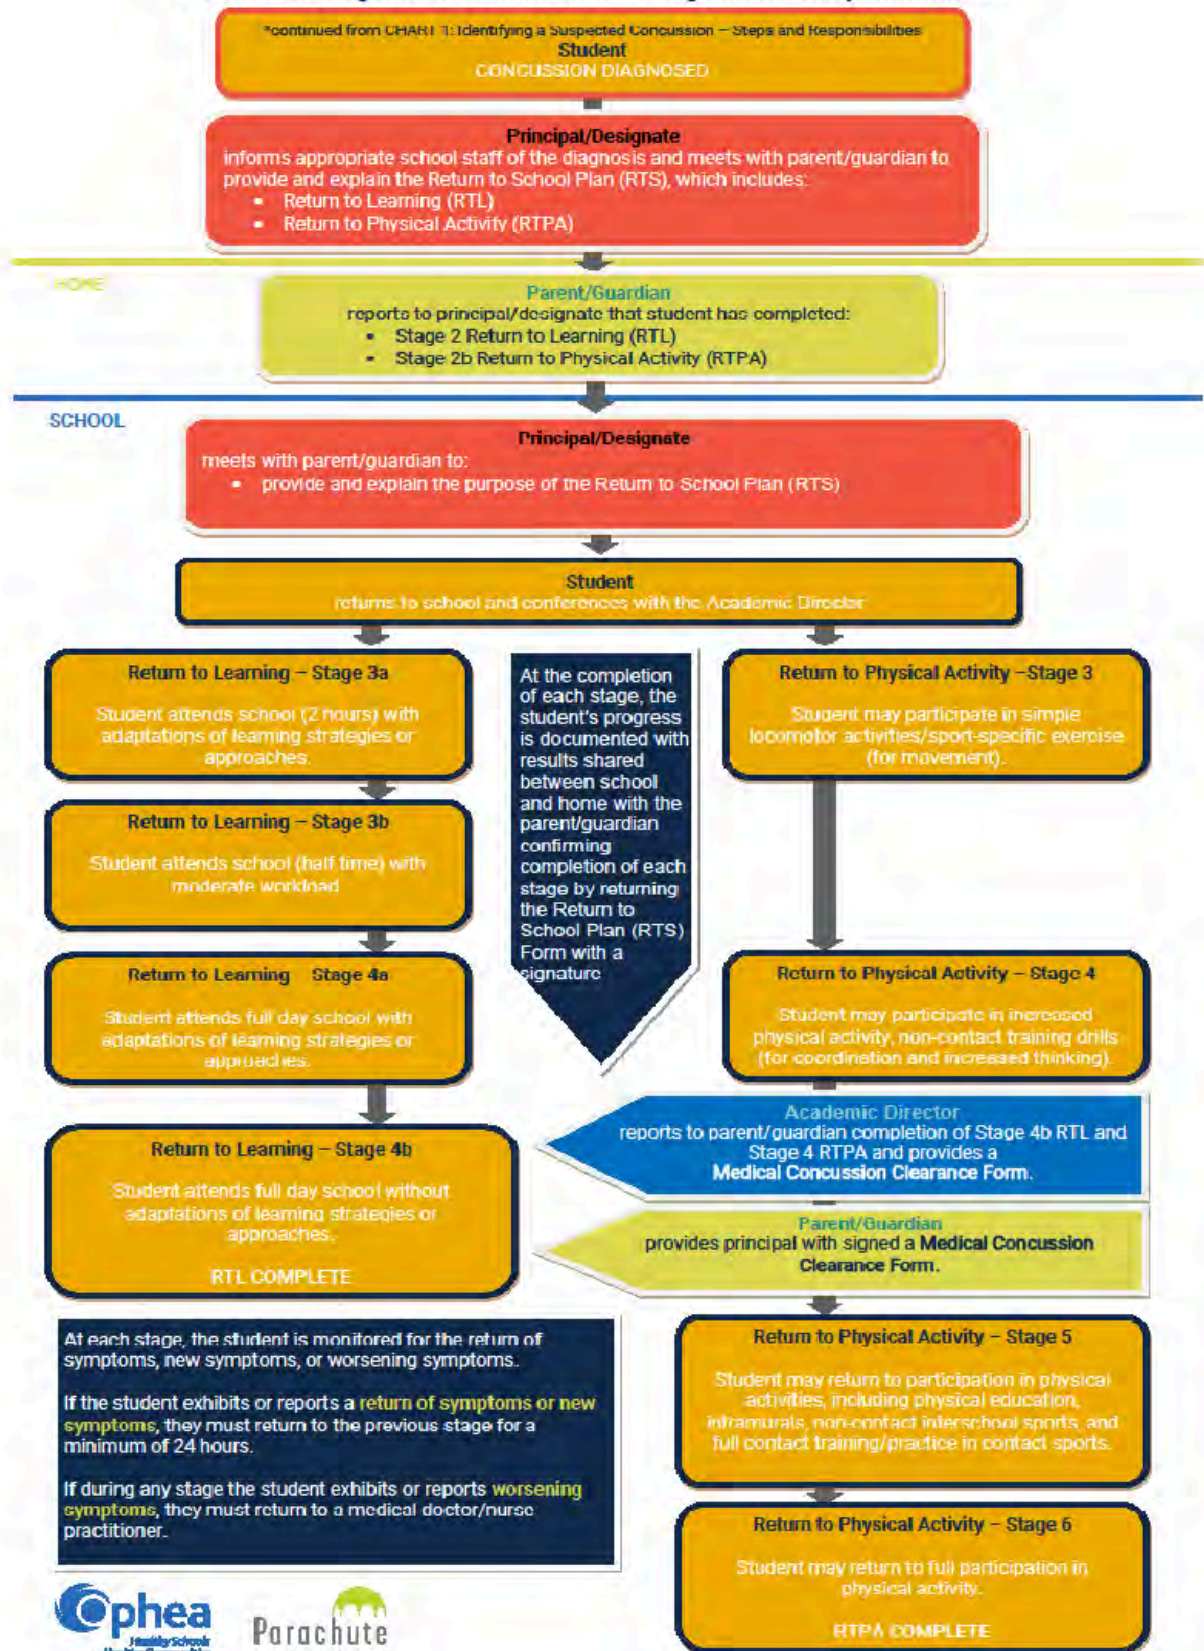 *continued from CHART 1: Identifying a Suspected Concussion – Steps and Responsibilities
Student
CONCUSSION DIAGNOSED
Principal/Designate
informs appropriate school staff of the diagnosis and meets with parent/guardian to
provide and explain the Return to School Plan (RTS), which includes:
• Return to Learning (RTL)
• Return to Physical Activity (RTPA)
HOME
Parent/Guardian
reports to principal/designate that student has completed:
• Stage 2 Return to Learning (RTL)
• Stage 2b Return to Physical Activity (RTPA)
SCHOOL
Principal/Designate
meets with parent/guardian to:
• provide and explain the purpose of the Return to School Plan (RTS)
Student
returns to school and conferences with the Academic Director
Return to Learning – Stage 3a
Student attends school (2 hours) with
adaptations of learning strategies or
approaches.
Return to Learning – Stage 3b
Student attends school (half time) with
moderate workload
Return to Learning Stage 4a
Student attends full day school with
adaptations of learning strategies or
approaches.
Return to Learning – Stage 4b
Student attends full day school without
adaptations of learning strategies or
approaches.
RTL COMPLETE
At the completion
of each stage, the
student's progress
is documented with
results shared
between school
and home with the
parent/guardian
confirming
completion of each
stage by returning
the Return to
School Plan (RTS)
Form with a
signature
Return to Physical Activity –Stage 3
Student may participate in simple
locomotor activities/sport-specific exercise
(for movement).
Return to Physical Activity – Stage 4
Student may participate in increased
physical activity, non-contact training drills
(for coordination and increased thinking).
Academic Director
reports to parent/guardian completion of Stage 4b RTL and
Stage 4 RTPA and provides a
Medical Concussion Clearance Form.
Parent/Guardian
provides principal with signed a Medical Concussion
Clearance Form.
Return to Physical Activity – Stage 5
Student may return to participation in physical
activities, including physical education,
intramurals, non-contact interschool sports, and
full contact training/practice in contact sports.
Return to Physical Activity – Stage 6
Student may return to full participation in
physical activity.
RTPA COMPLETE
At each stage, the student is monitored for the return of
symptoms, new symptoms, or worsening symptoms.
If the student exhibits or reports a return of symptoms or new
symptoms, they must return to the previous stage for a
minimum of 24 hours.
If during any stage the student exhibits or reports worsening
symptoms, they must return to a medical doctor/nurse
practitioner.
Ophea
Healthy Schools
Parachute